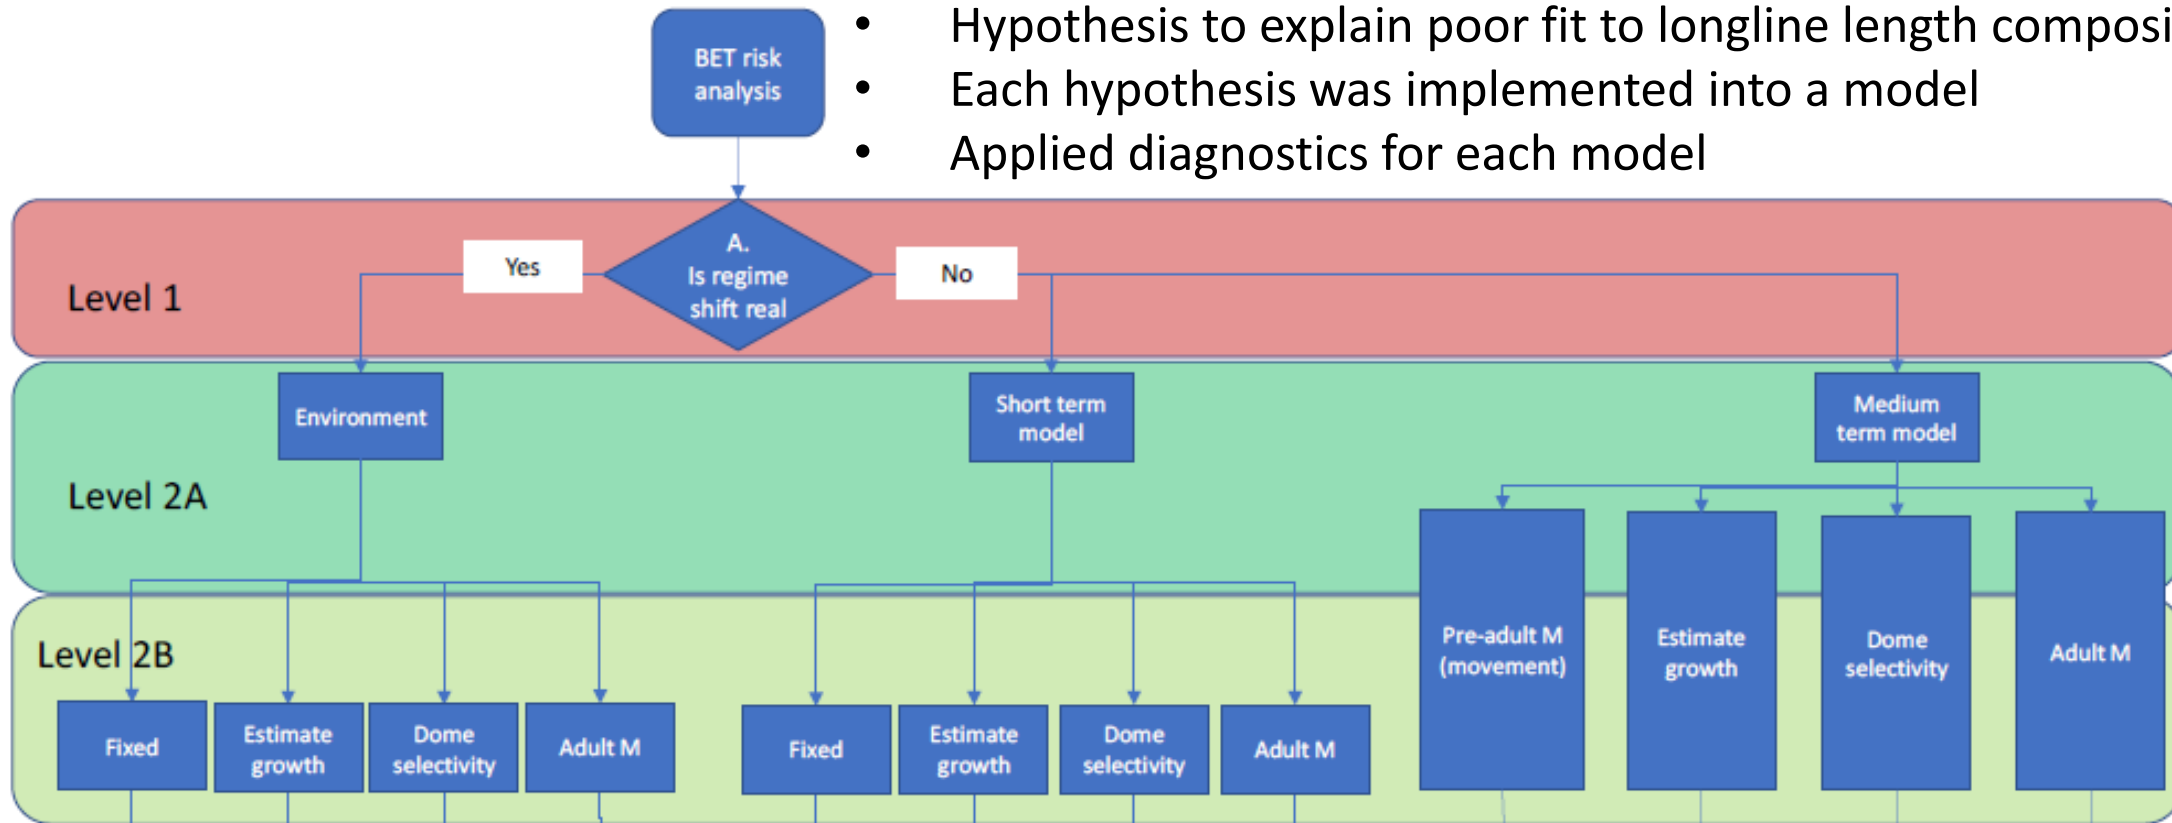 BET risk
analysis
• Hypothesis to explain poor fit to longline length composi
• Each hypothesis was implemented into a model
• Applied diagnostics for each model
Level 1
Yes
A.
Is regime
shift real
No
Level 2A
Environment
Short term
model
Medium
term model
Level 2B
Fixed
Estimate
growth
Dome
selectivity
Adult M
Fixed
Estimate
growth
Dome
selectivity
Adult M
Pre-adult M
(movement)
Estimate
growth
Dome
selectivity
Adult M